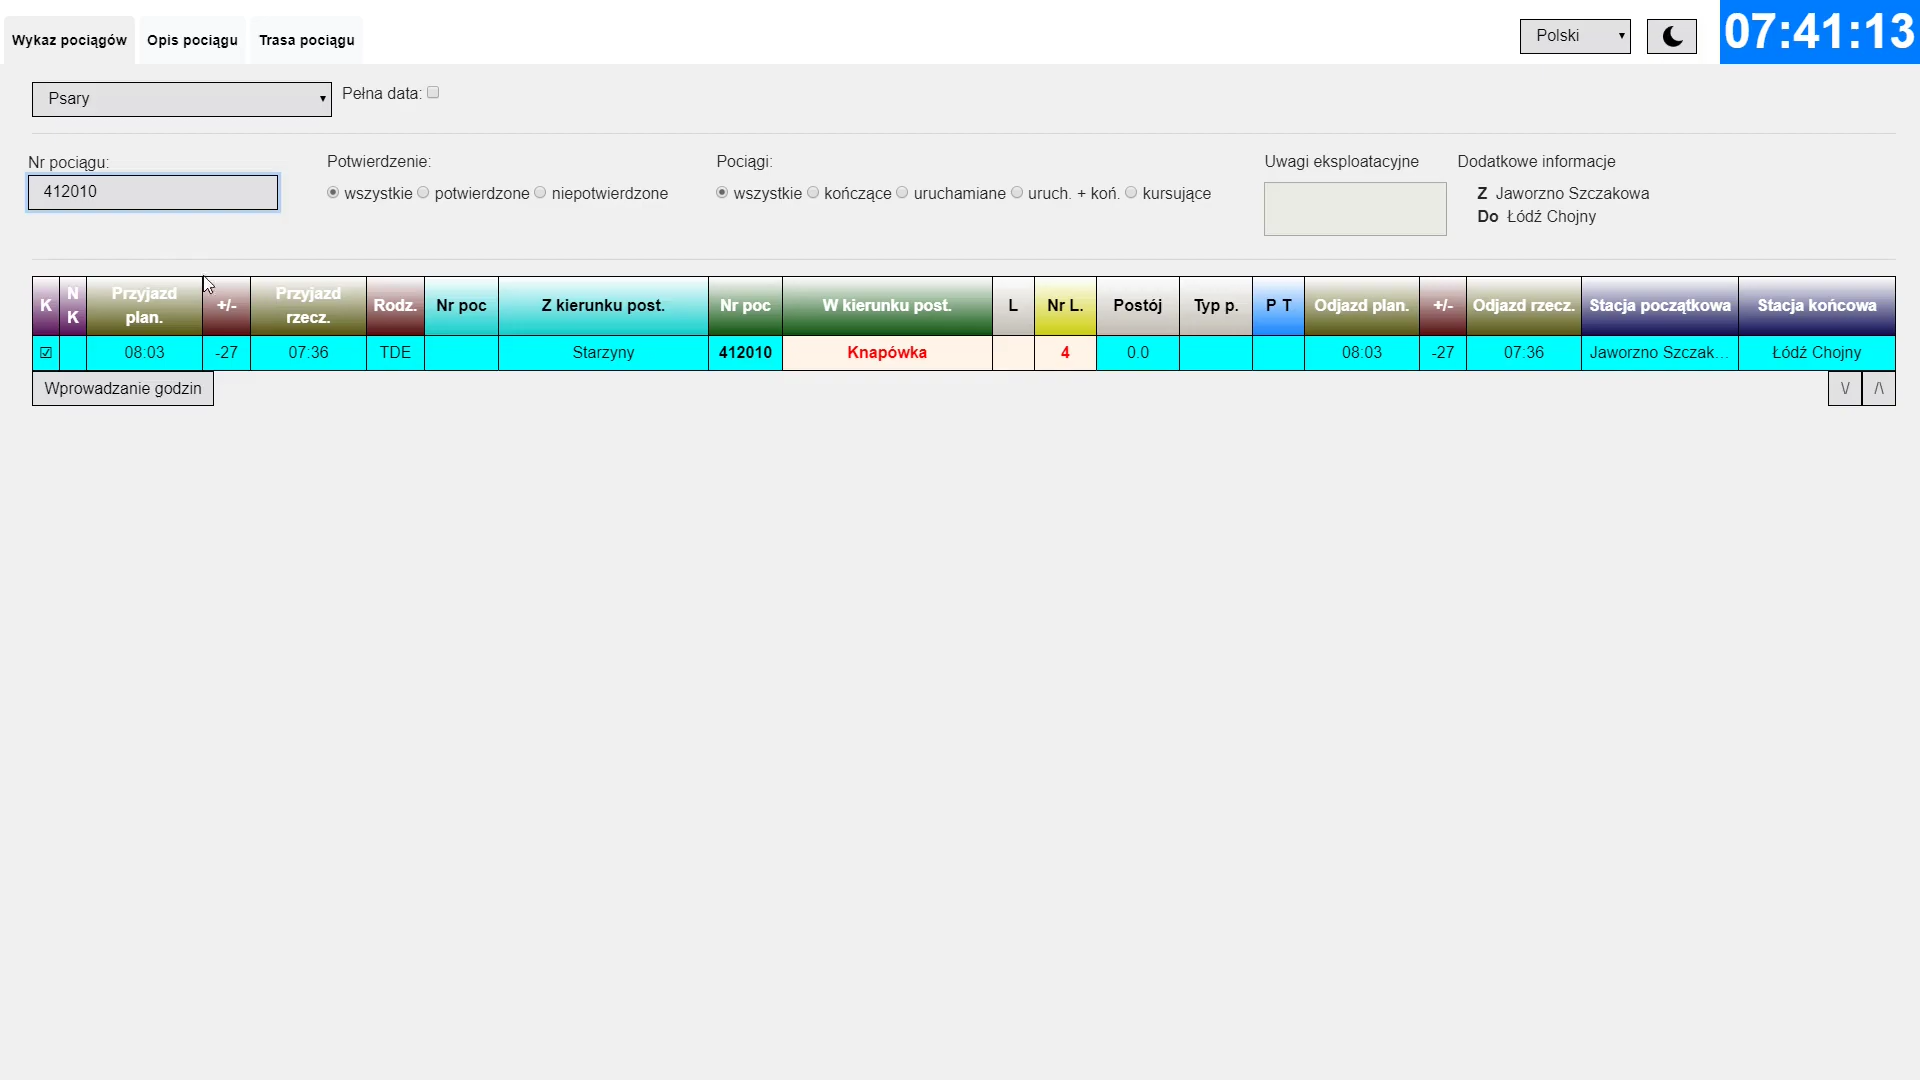 Wykaz pociągów Opis pociągu Trasa pociągu Polski 07:41:13
Psary Pełna data:
Nr pociągu: Potwierdzenie: Pociągi: Uwagi eksploatacyjne Dodatkowe informacje
412010 wszystkie potwierdzone niepotwierdzone wszystkie kończące uruchamiane uruch. + koń. kursujące Z Jaworzno Szczakowa
Do Łódź Chojny
K N K Przyjazd plan. +/- Przyjazd rzecz. Rodz. Nr poc Z kierunku post. Nr poc W kierunku post. L Nr L. Postój Typ p. P T Odjazd plan. +/- Odjazd rzecz. Stacja początkowa Stacja końcowa
08:03 -27 07:36 TDE Starzyny 412010 Knapówka 4 0.0 08:03 -27 07:36 Jaworzno Szczak... Łódź Chojny
Wprowadzanie godzin \/ /\